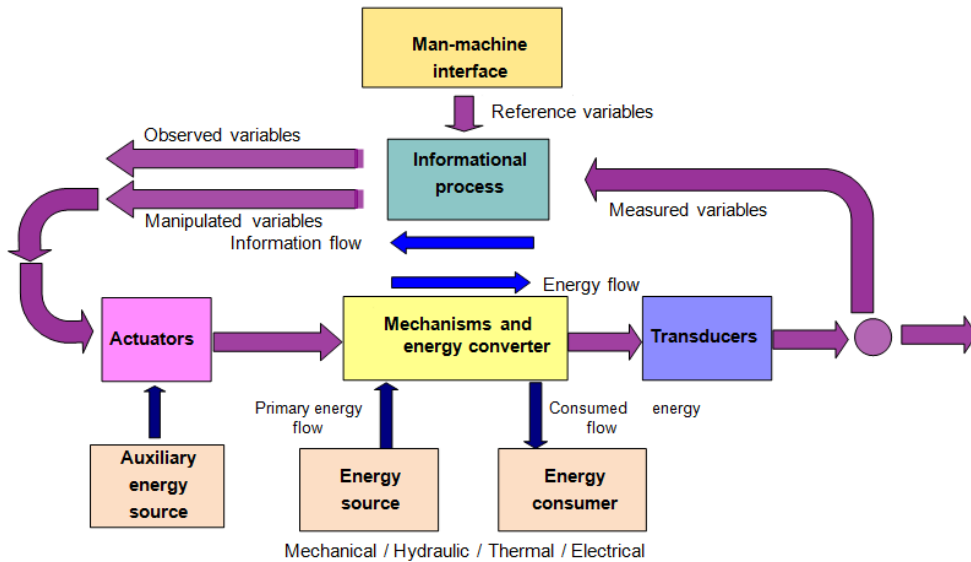 Man-machine
interface
Reference variables
Observed variables
Informational
process
Manipulated variables
Measured variables
Information flow
Energy flow
Actuators
Mechanisms and
energy converter
Transducers
Primary energy
flow
Consumed energy
flow
Auxiliary
energy
source
Energy
source
Energy
consumer
Mechanical / Hydraulic / Thermal / Electrical